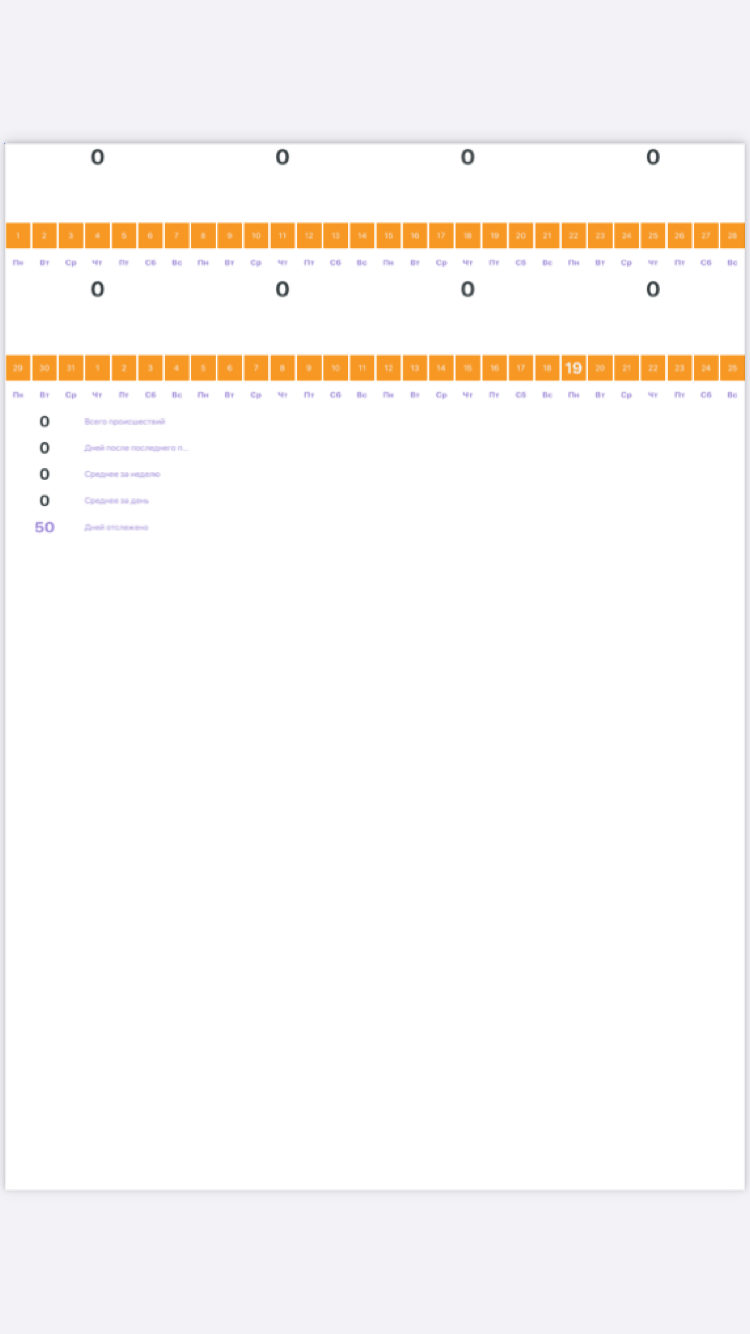 0 0 0 0
1 2 3 4 5 6 7 8 9 10 11 12 13 14 15 16 17 18 19 20 21 22 23 24 25 26 27 28
Пн Вт Ср Чт Пт Сб Вс Пн Вт Ср Чт Пт Сб Вс Пн Вт Ср Чт Пт Сб Вс Пн Вт Ср Чт Пт Сб Вс
0 0 0 0
29 30 31 1 2 3 4 5 6 7 8 9 10 11 12 13 14 15 16 17 18 19 20 21 22 23 24 25
Пн Вт Ср Чт Пт Сб Вс Пн Вт Ср Чт Пт Сб Вс Пн Вт Ср Чт Пт Сб Вс Пн Вт Ср Чт Пт Сб Вс
0 Всего происшествий
0 Дней после последнего п...
0 Среднее за неделю
0 Среднее за день
50 Дней отслежено